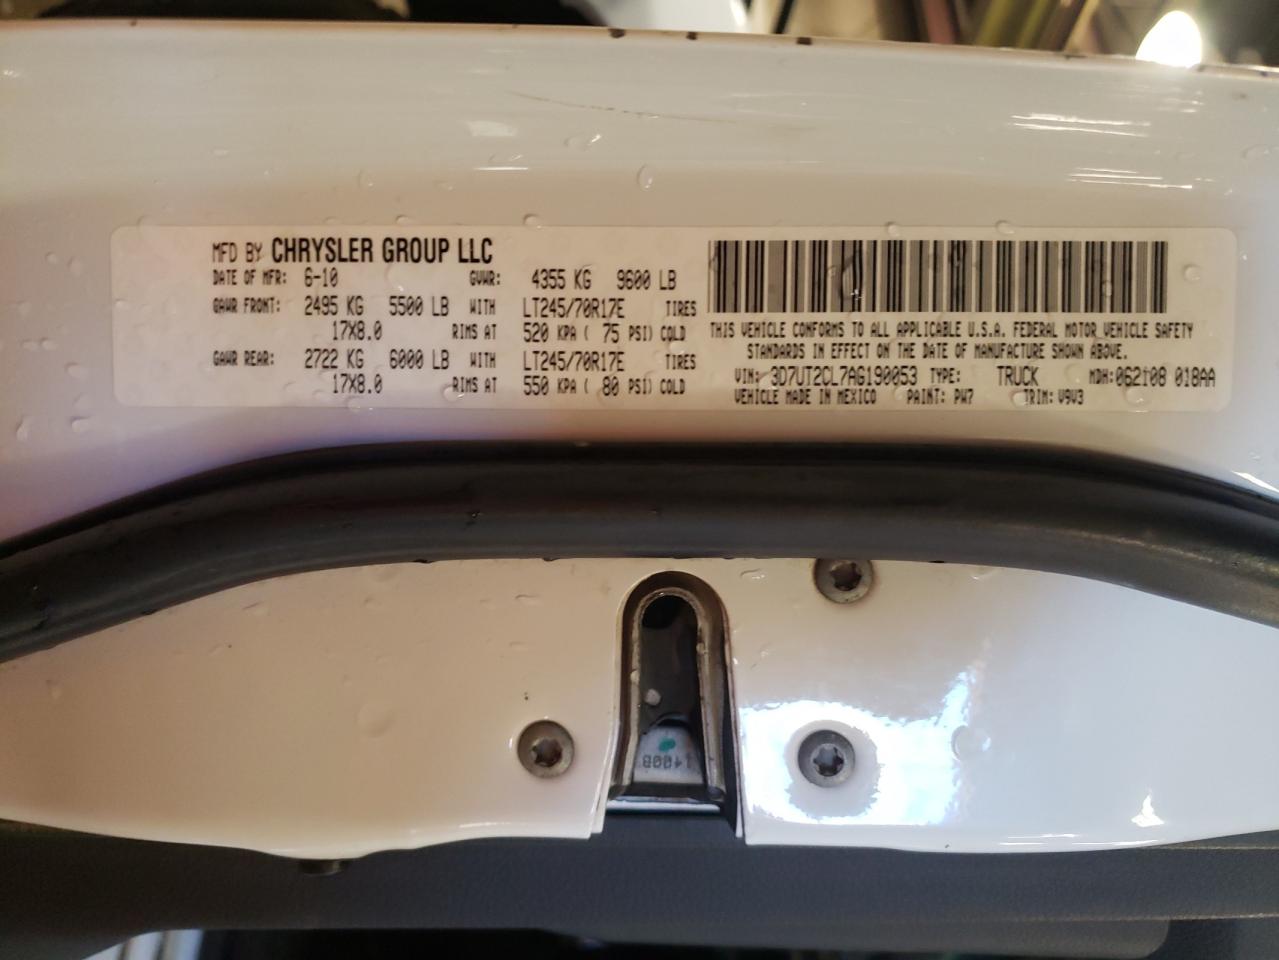 MFD BY CHRYSLER GROUP LLC
DATE OF MFR: 6-10 GVWR: 4355 KG 9600 LB
GAWR FRONT: 2495 KG 5500 LB WITH LT245/70R17E TIRES
17X8.0 RIMS AT 520 KPA ( 75 PSI) COLD
GAWR REAR: 2722 KG 6000 LB WITH LT245/70R17E TIRES
17X8.0 RIMS AT 550 KPA ( 80 PSI) COLD
THIS VEHICLE CONFORMS TO ALL APPLICABLE U.S.A. FEDERAL MOTOR VEHICLE SAFETY
STANDARDS IN EFFECT ON THE DATE OF MANUFACTURE SHOWN ABOVE.
VIN: 3D7UT2CL7AG190053 TYPE: TRUCK MDH: 062108 018AA
VEHICLE MADE IN MEXICO PAINT: PW7 TRIM: V9V3